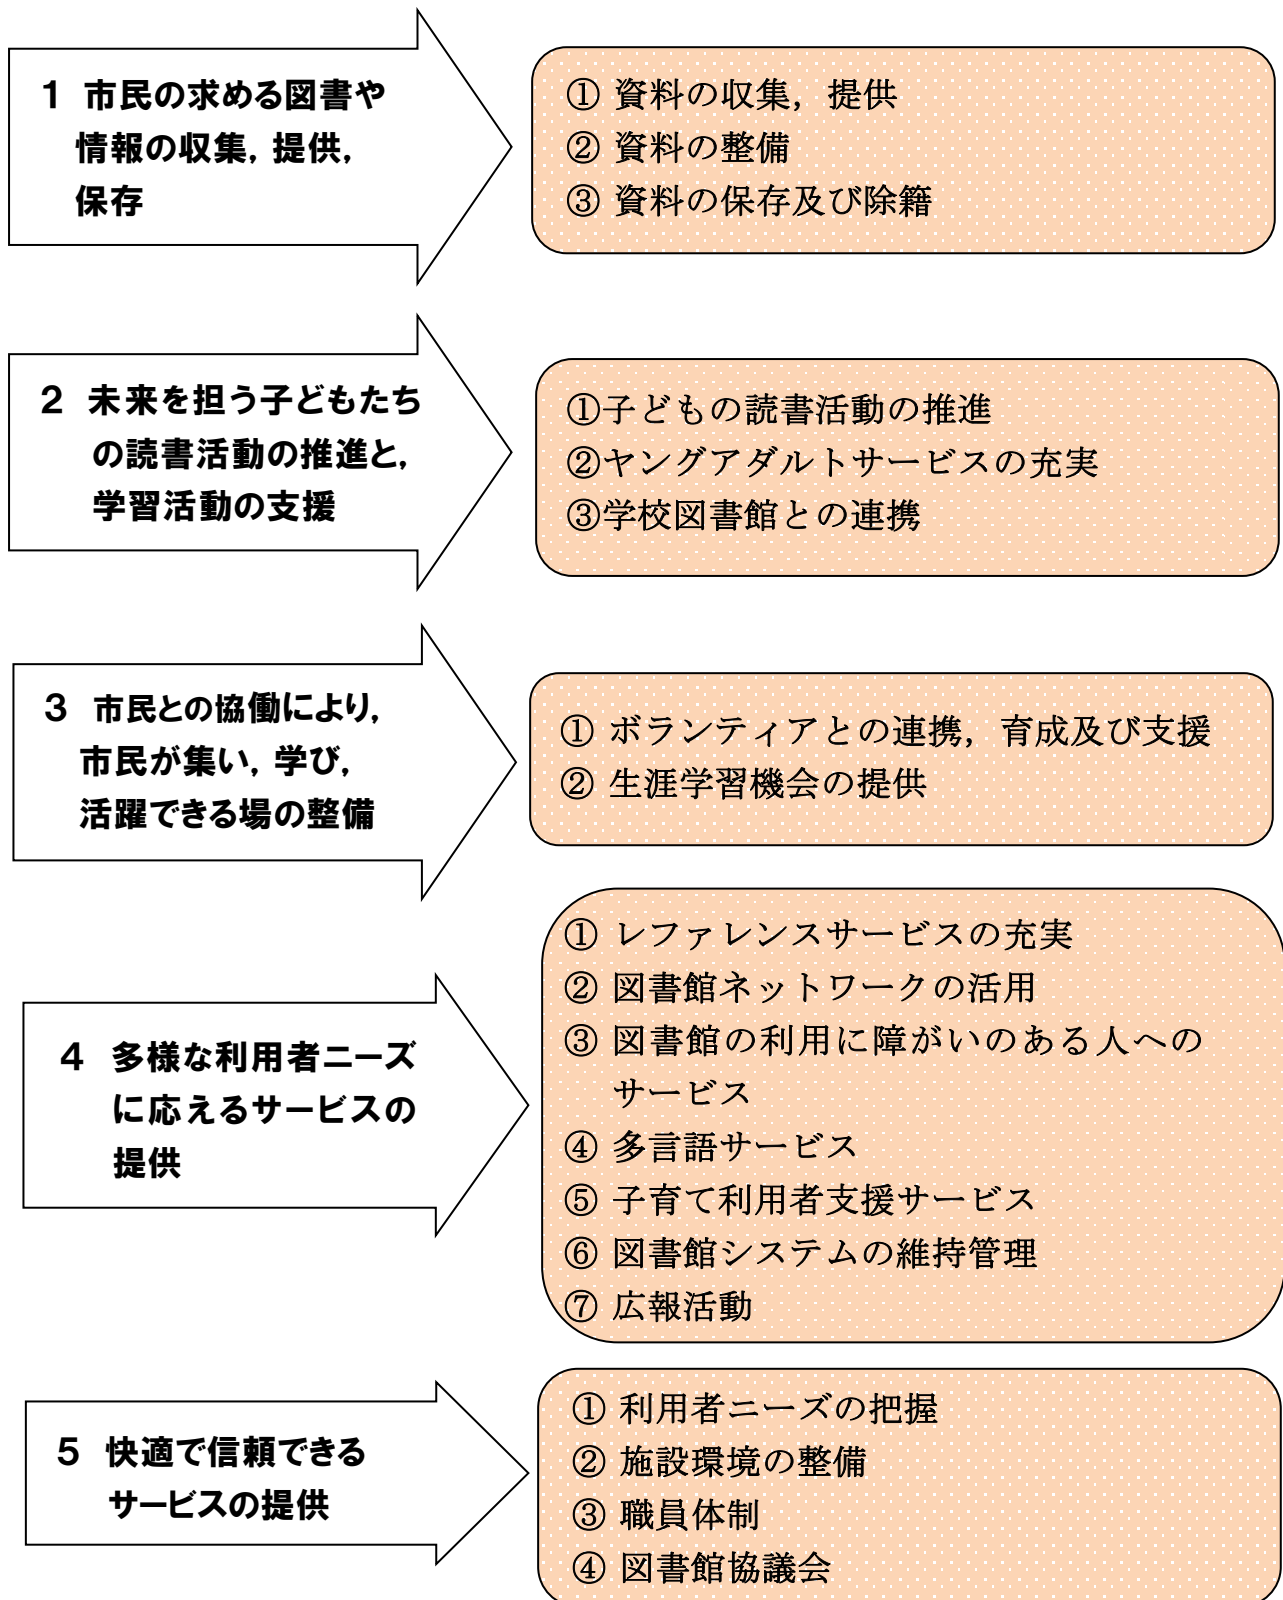 1 市民の求める図書や
情報の収集，提供，
保存
① 資料の収集，提供
② 資料の整備
③ 資料の保存及び除籍
2 未来を担う子どもたち
の読書活動の推進と，
学習活動の支援
①子どもの読書活動の推進
②ヤングアダルトサービスの充実
③学校図書館との連携
3 市民との協働により，
市民が集い，学び，
活躍できる場の整備
① ボランティアとの連携，育成及び支援
② 生涯学習機会の提供
4 多様な利用者ニーズ
に応えるサービスの
提供
① レファレンスサービスの充実
② 図書館ネットワークの活用
③ 図書館の利用に障がいのある人への
サービス
④ 多言語サービス
⑤ 子育て利用者支援サービス
⑥ 図書館システムの維持管理
⑦ 広報活動
5 快適で信頼できる
サービスの提供
① 利用者ニーズの把握
② 施設環境の整備
③ 職員体制
④ 図書館協議会